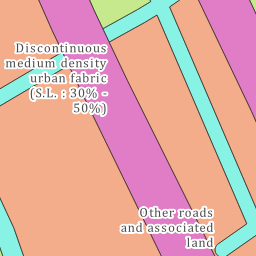 Discontinuous
medium density
urban fabric
(S.L. : 30% -
50%)
Other roads
and associated
land